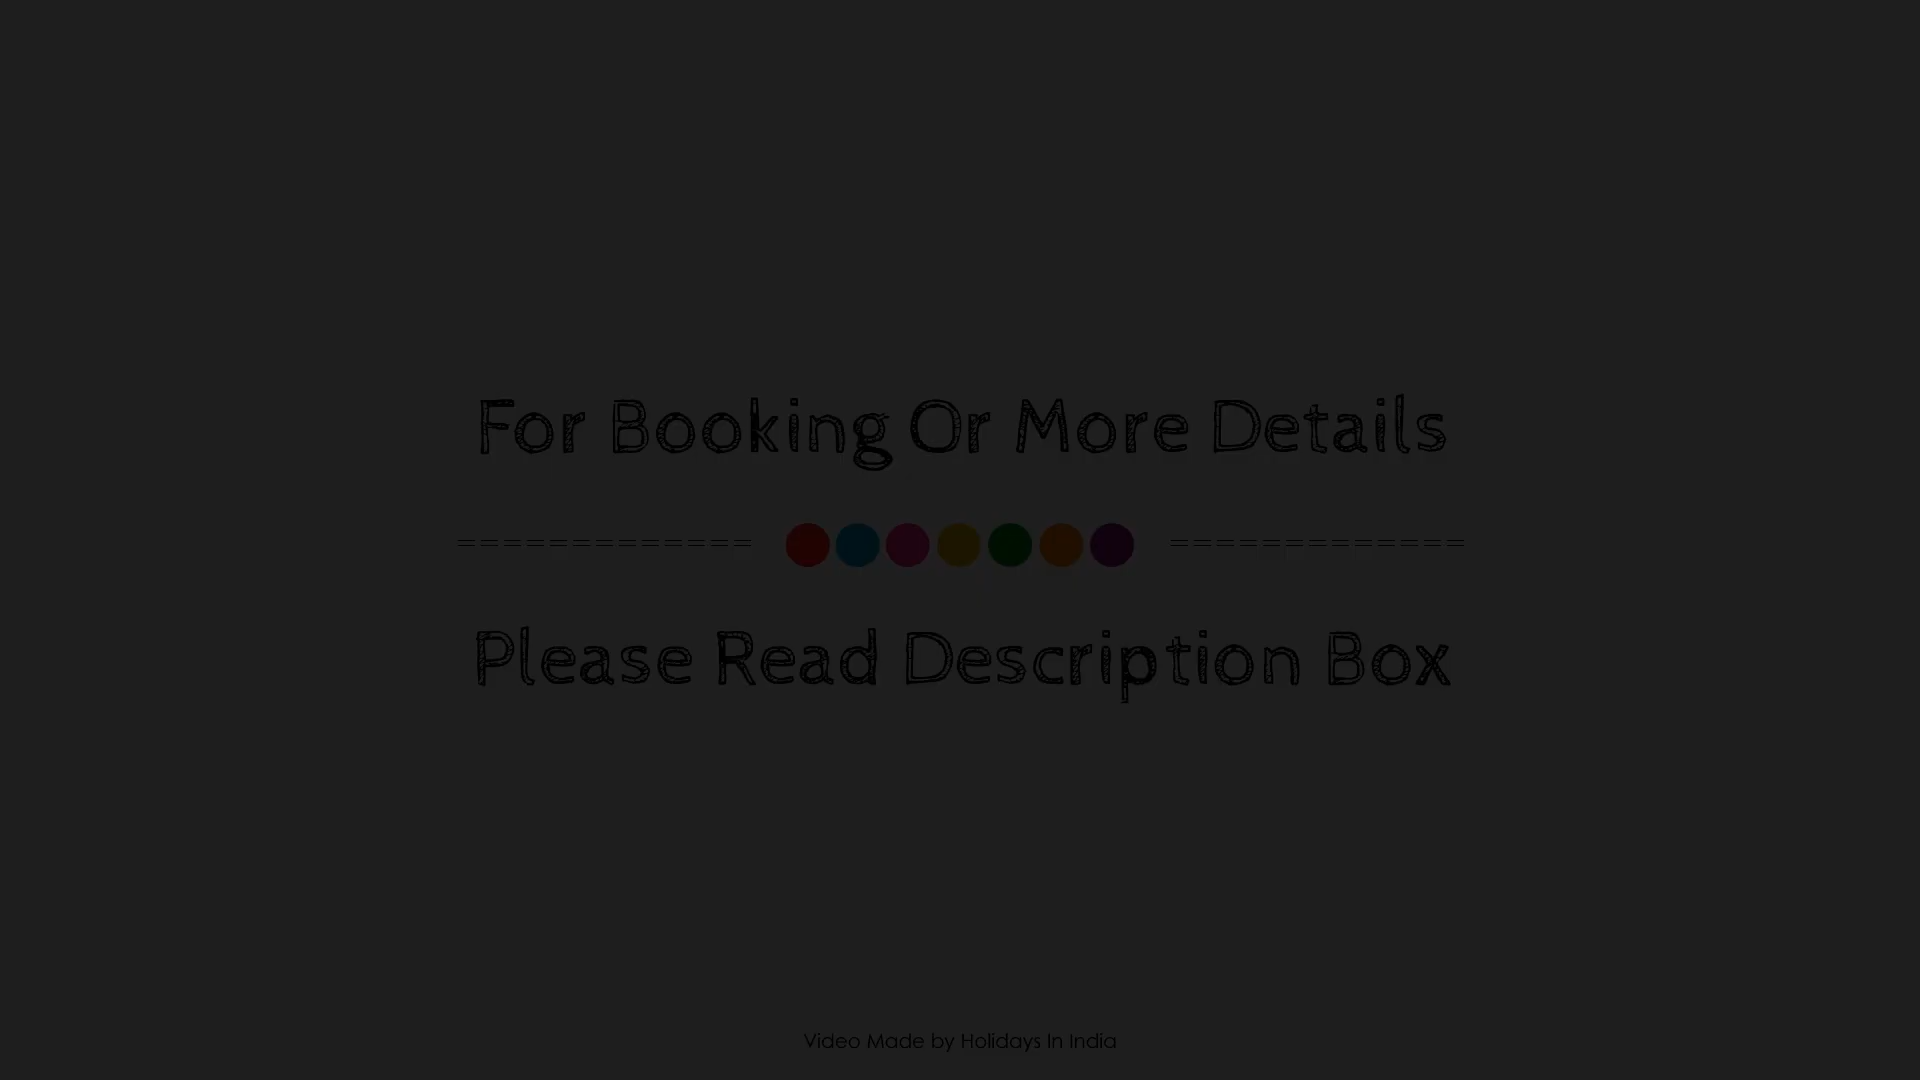 For Booking Or More Details
============= =============
Please Read Description Box
Video Made by Holidays In India